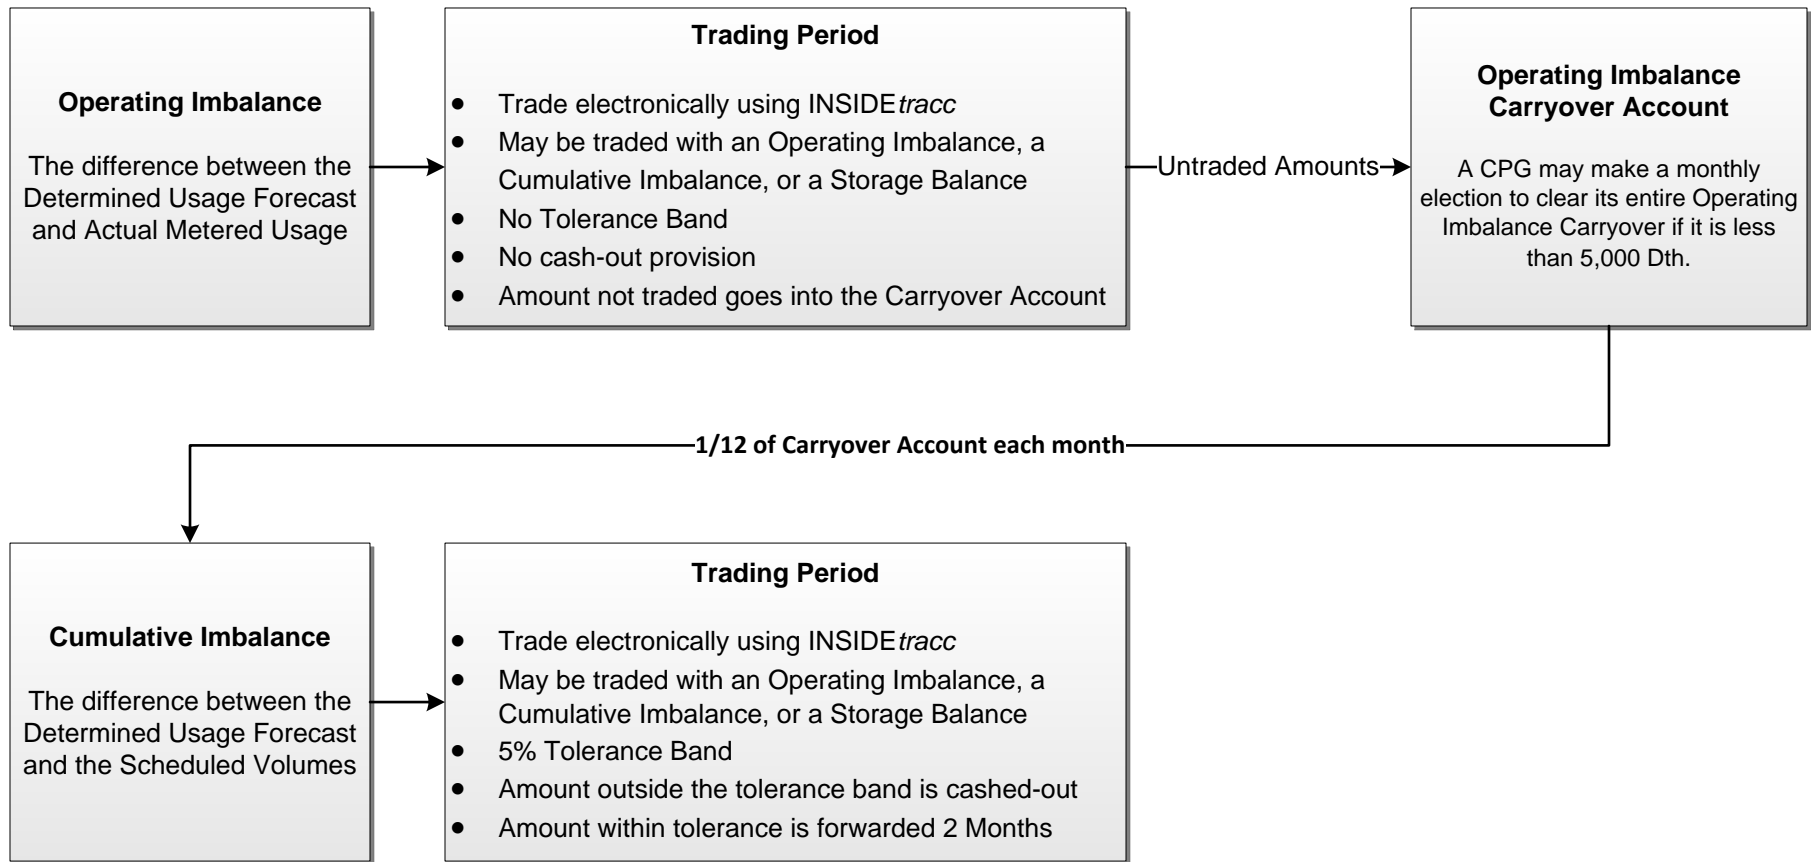 Operating Imbalance
The difference between the
Determined Usage Forecast
and Actual Metered Usage
Trading Period
● Trade electronically using INSIDEtracc
● May be traded with an Operating Imbalance, a
Cumulative Imbalance, or a Storage Balance
● No Tolerance Band
● No cash-out provision
● Amount not traded goes into the Carryover Account
Untraded Amounts
Operating Imbalance
Carryover Account
A CPG may make a monthly
election to clear its entire Operating
Imbalance Carryover if it is less
than 5,000 Dth.
1/12 of Carryover Account each month
Cumulative Imbalance
The difference between the
Determined Usage Forecast
and the Scheduled Volumes
Trading Period
● Trade electronically using INSIDEtracc
● May be traded with an Operating Imbalance, a
Cumulative Imbalance, or a Storage Balance
● 5% Tolerance Band
● Amount outside the tolerance band is cashed-out
● Amount within tolerance is forwarded 2 Months